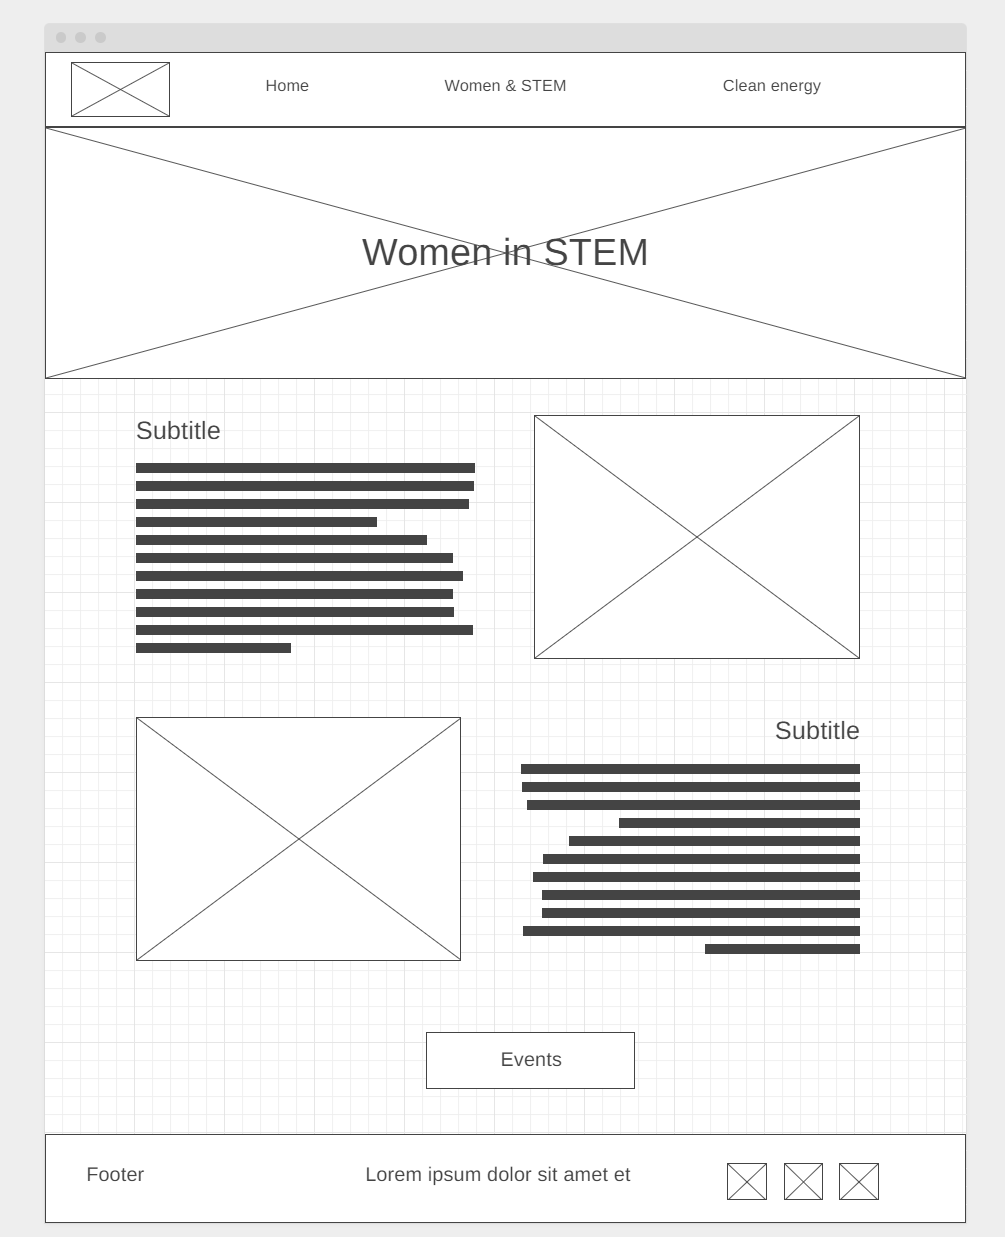 Home
Women & STEM
Clean energy
Women in STEM
Subtitle
Subtitle
Events
Footer
Lorem ipsum dolor sit amet et